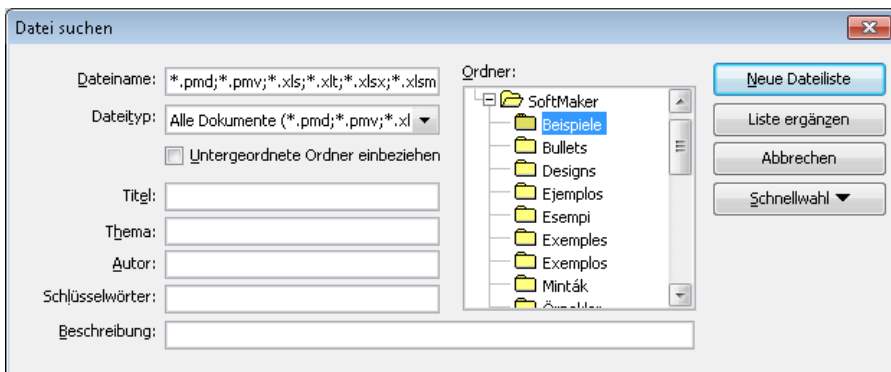 Datei suchen
Dateiname:
*.pmd;*.pmv;*.xls;*.xlt;*.xlsx;*.xlsm
Dateityp:
Alle Dokumente (*.pmd;*.pmv;*.xl
Untergeordnete Ordner einbeziehen
Titel:
Thema:
Autor:
Schlüsselwörter:
Beschreibung:
Ordner:
SoftMaker
Beispiele
Bullets
Designs
Ejemplos
Esempi
Exemples
Exemplos
Minták
Neue Dateiliste
Liste ergänzen
Abbrechen
Schnellwahl